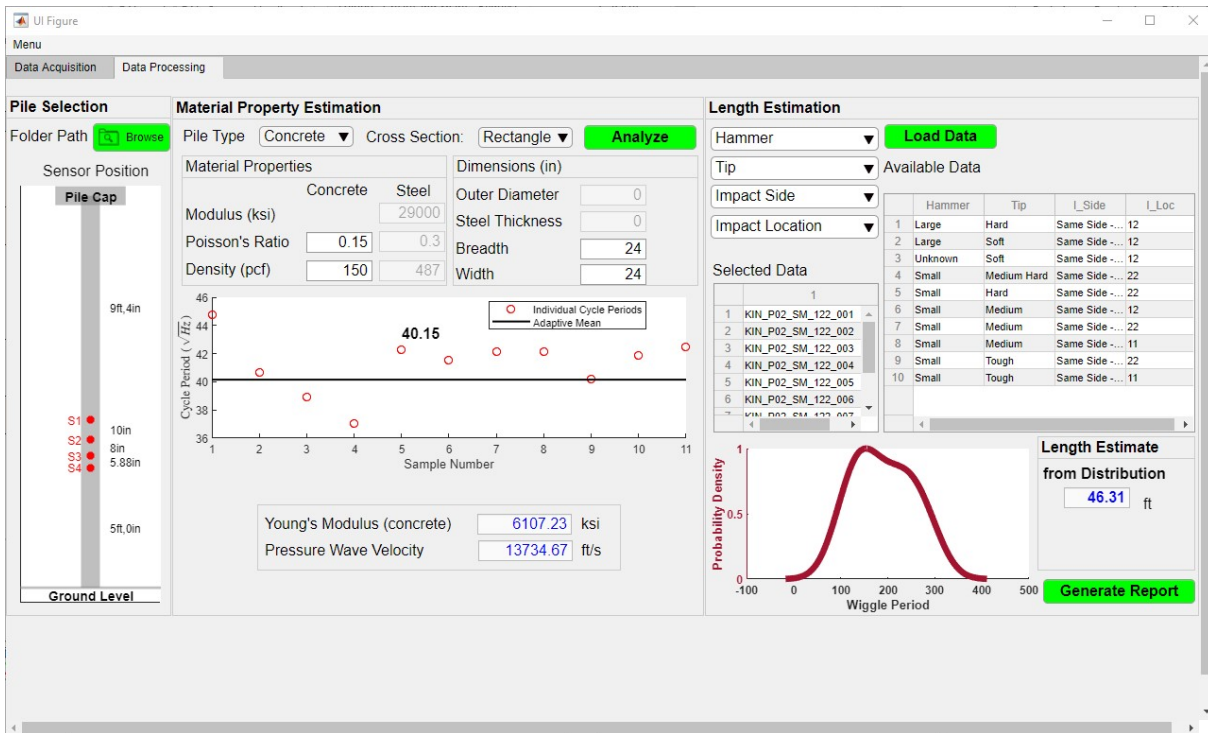 UI Figure
Menu
Data Acquisition Data Processing
Pile Selection
Folder Path Browse
Sensor Position
Pile Cap
9ft,4in
S1
10in
S2
8in
S3
5.88in
S4
5ft,0in
Ground Level
Material Property Estimation
Pile Type Concrete Cross Section: Rectangle Analyze
Material Properties
Concrete Steel
Modulus (ksi) 29000
Poisson's Ratio 0.15 0.3
Density (pcf) 150 487
Dimensions (in)
Outer Diameter 0
Steel Thickness 0
Breadth 24
Width 24
Cycle Period (√Hz)
46
44
42
40
38
36
40.15
Individual Cycle Periods
Adaptive Mean
1 2 3 4 5 6 7 8 9 10 11
Sample Number
Young's Modulus (concrete) 6107.23 ksi
Pressure Wave Velocity 13734.67 ft/s
Length Estimation
Hammer
Tip
Impact Side
Impact Location
Load Data
Available Data
Hammer Tip I_Side I_Loc
1 Large Hard Same Side -... 12
2 Large Soft Same Side -... 12
3 Unknown Soft Same Side -... 12
4 Small Medium Hard Same Side -... 22
5 Small Hard Same Side -... 22
6 Small Medium Same Side -... 12
7 Small Medium Same Side -... 22
8 Small Medium Same Side -... 11
9 Small Tough Same Side -... 22
10 Small Tough Same Side -... 11
Selected Data
1
1 KIN_P02_SM_122_001
2 KIN_P02_SM_122_002
3 KIN_P02_SM_122_003
4 KIN_P02_SM_122_004
5 KIN_P02_SM_122_005
6 KIN_P02_SM_122_006
7 KIN_P02_SM_122_007
Probability Density
1
0.5
0
-100 0 100 200 300 400 500
Wiggle Period
Length Estimate
from Distribution
46.31 ft
Generate Report